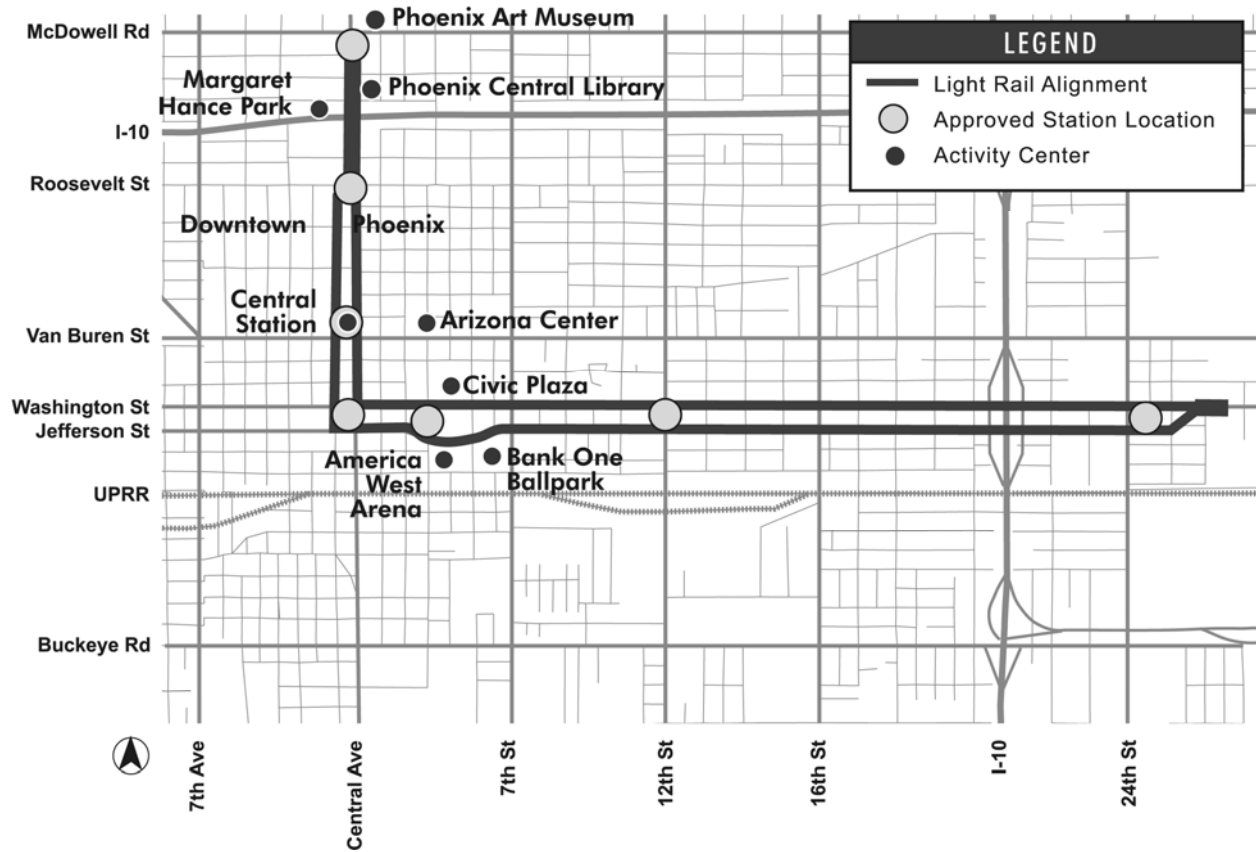 Phoenix Art Museum
McDowell Rd
LEGEND
Light Rail Alignment
Approved Station Location
Activity Center
Margaret
Hance Park
Phoenix Central Library
I-10
Roosevelt St
Downtown Phoenix
Central
Station
Arizona Center
Van Buren St
Civic Plaza
Washington St
Jefferson St
America
West
Arena
Bank One
Ballpark
UPRR
Buckeye Rd
7th Ave
Central Ave
7th St
12th St
16th St
I-10
24th St